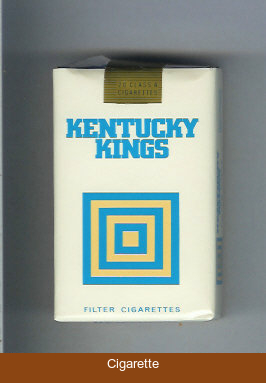 20 CLASS A
CIGARETTES
KENTUCKY
KINGS
FILTER CIGARETTES
Cigarette